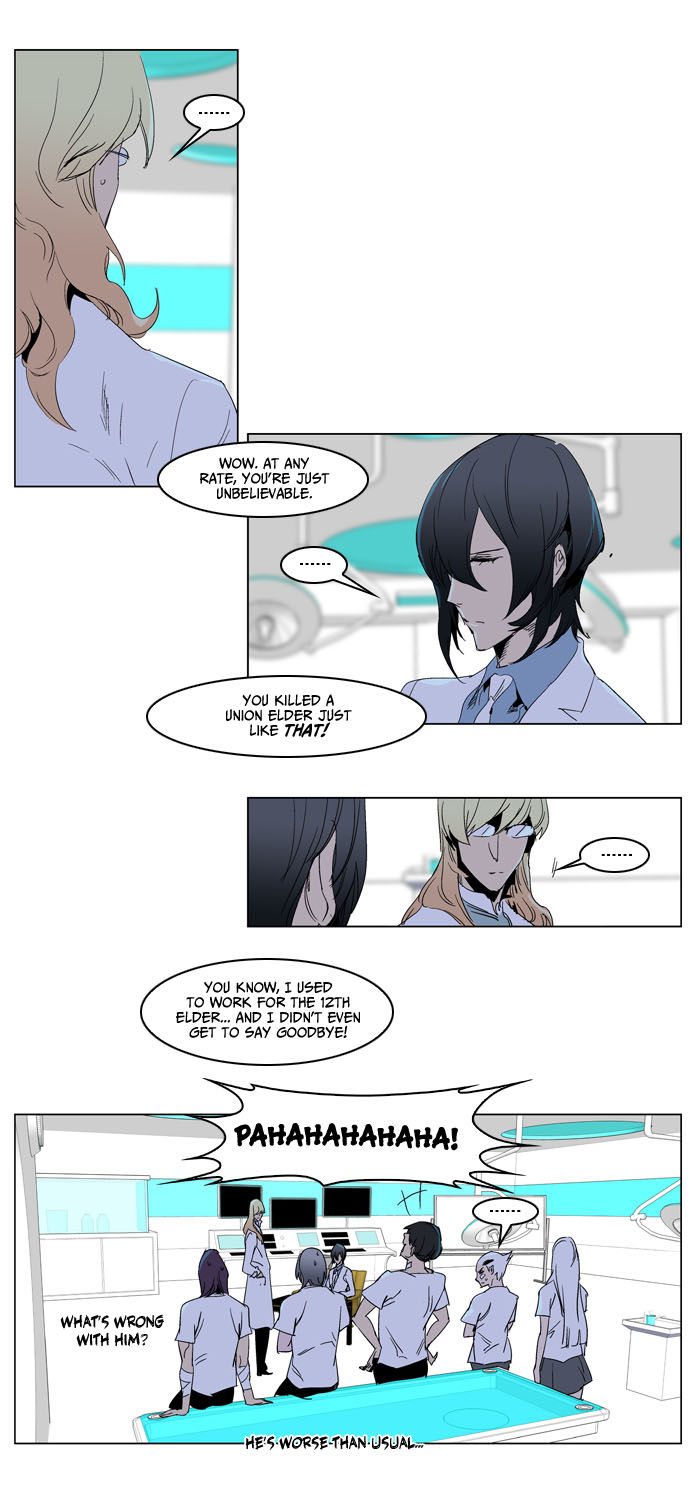 ------
WOW. AT ANY
RATE, YOU'RE JUST
UNBELIEVABLE.
------
YOU KILLED A
UNION ELDER JUST
LIKE THAT!
------
YOU KNOW, I USED
TO WORK FOR THE 12TH
ELDER... AND I DIDN'T EVEN
GET TO SAY GOODBYE!
PAHAHAHAHAHA!
------
WHAT'S WRONG
WITH HIM?
HE'S WORSE THAN USUAL...